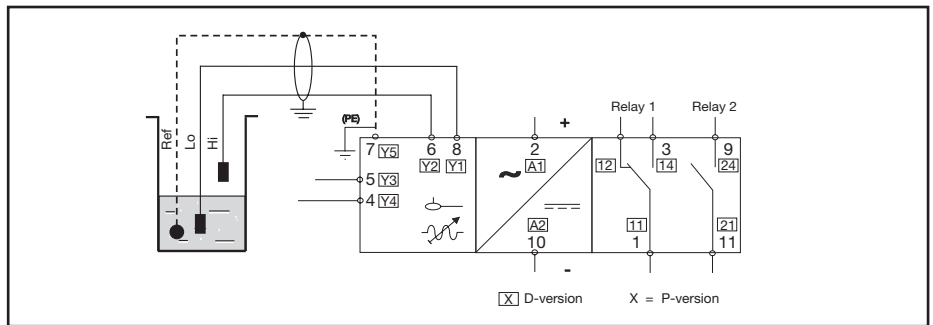 Relay 1 Relay 2
(PE)
+
Ref
Lo
Hi
7 Y5 6 8 2 3 9
Y2 Y1 ~ A1 12 14 24
5 Y3
4 Y4
A2 11 21
10 1 11
-
X D-version X = P-version